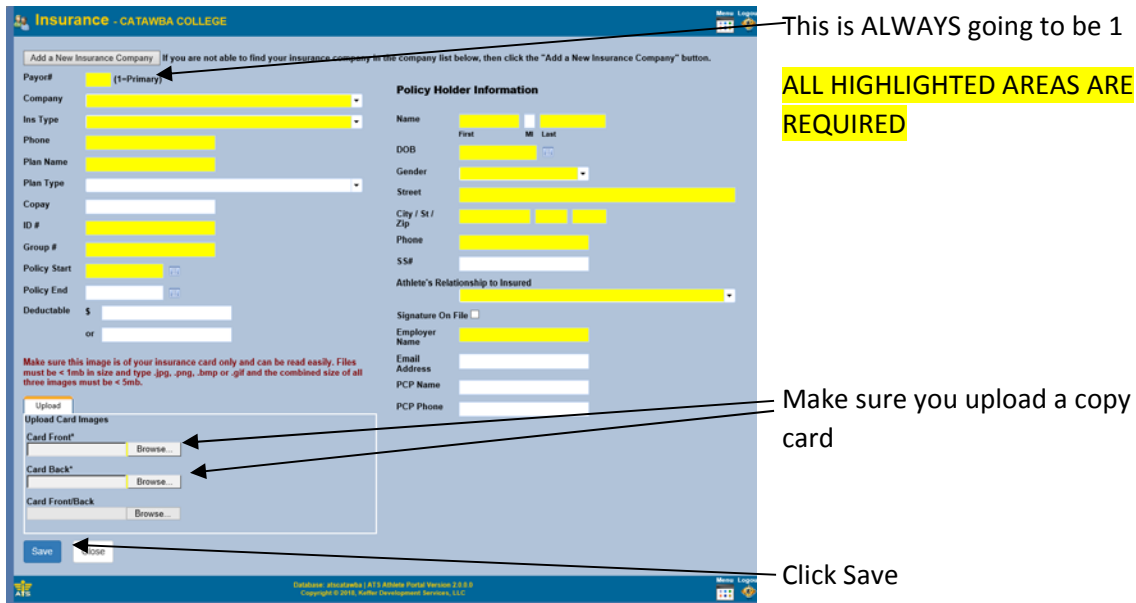 Insurance - CATAWBA COLLEGE
Menu Logou
This is ALWAYS going to be 1
Add a New Insurance Company If you are not able to find your insurance company in the company list below, then click the "Add a New Insurance Company" button.
ALL HIGHLIGHTED AREAS ARE
REQUIRED
Payor# (1=Primary)
Company
Ins Type
Phone
Plan Name
Plan Type
Copay
ID #
Group #
Policy Start
Policy End
Deductable $
or
Make sure this image is of your insurance card only and can be read easily. Files
must be < 1mb in size and type .jpg, .png, .bmp or .gif and the combined size of all
three images must be < 5mb.
Upload
Upload Card Images
Card Front*
Browse...
Card Back*
Browse...
Card Front/Back
Browse...
Save Close
Policy Holder Information
Name
First MI Last
DOB
Gender
Street
City / St /
Zip
Phone
SS#
Athlete's Relationship to Insured
Signature On File
Employer
Name
Email
Address
PCP Name
PCP Phone
Make sure you upload a copy
card
Click Save
ATS
Database: atscatawba | ATS Athlete Portal Version 2.0.0.0
Copyright © 2018, Keffer Development Services, LLC
Menu Logou